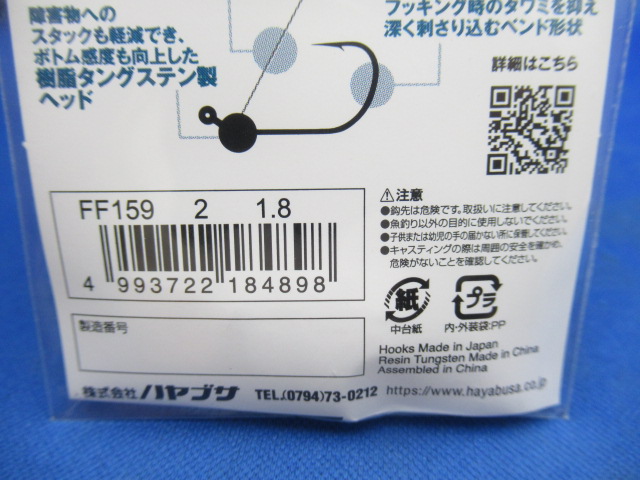 障害物への
スタックも軽減でき、
ボトム感度も向上した
樹脂タングステン製
ヘッド
フッキング時のタワミを抑え
深く刺さり込むベンド形状
詳細はこちら
FF159 2 1.8
4 993722 184898
製造番号
⚠注意
●鈎先は危険です。取扱いに注意してください。
●魚釣り以外の目的に使用しないでください。
●子供または幼児の手の届かない所に保管してください。
●キャスティングの際は周囲の安全を確かめ、
危険がないことを確認してください。
紙
中台紙
プラ
内・外装袋:PP
Hooks Made in Japan
Resin Tungsten Made in China
Assembled in China
株式会社ハヤブサ TEL.(0794)73-0212 https://www.hayabusa.co.jp